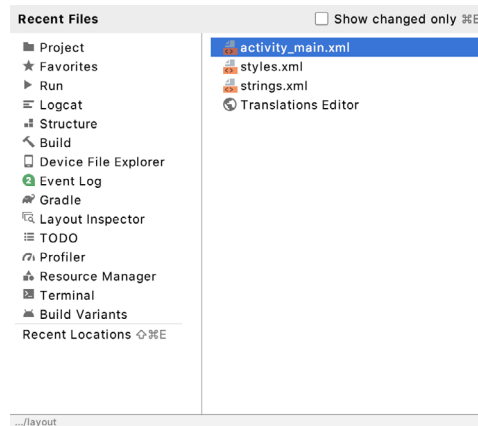 Recent Files
Show changed only ⌘E
Project
Favorites
Run
Logcat
Structure
Build
Device File Explorer
2 Event Log
Gradle
Layout Inspector
TODO
Profiler
Resource Manager
Terminal
Build Variants
Recent Locations ⇧⌘E
activity_main.xml
styles.xml
strings.xml
Translations Editor
.../layout